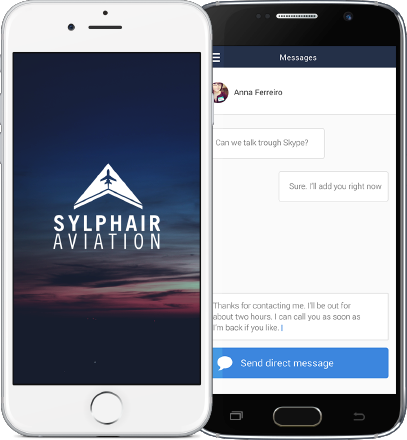 SYLPHAIR
AVIATION
Messages
Anna Ferreiro
Can we talk trough Skype?
Sure. I'll add you right now
Thanks for contacting me. I'll be out for
about two hours. I can call you as soon as
I'm back if you like.
Send direct message